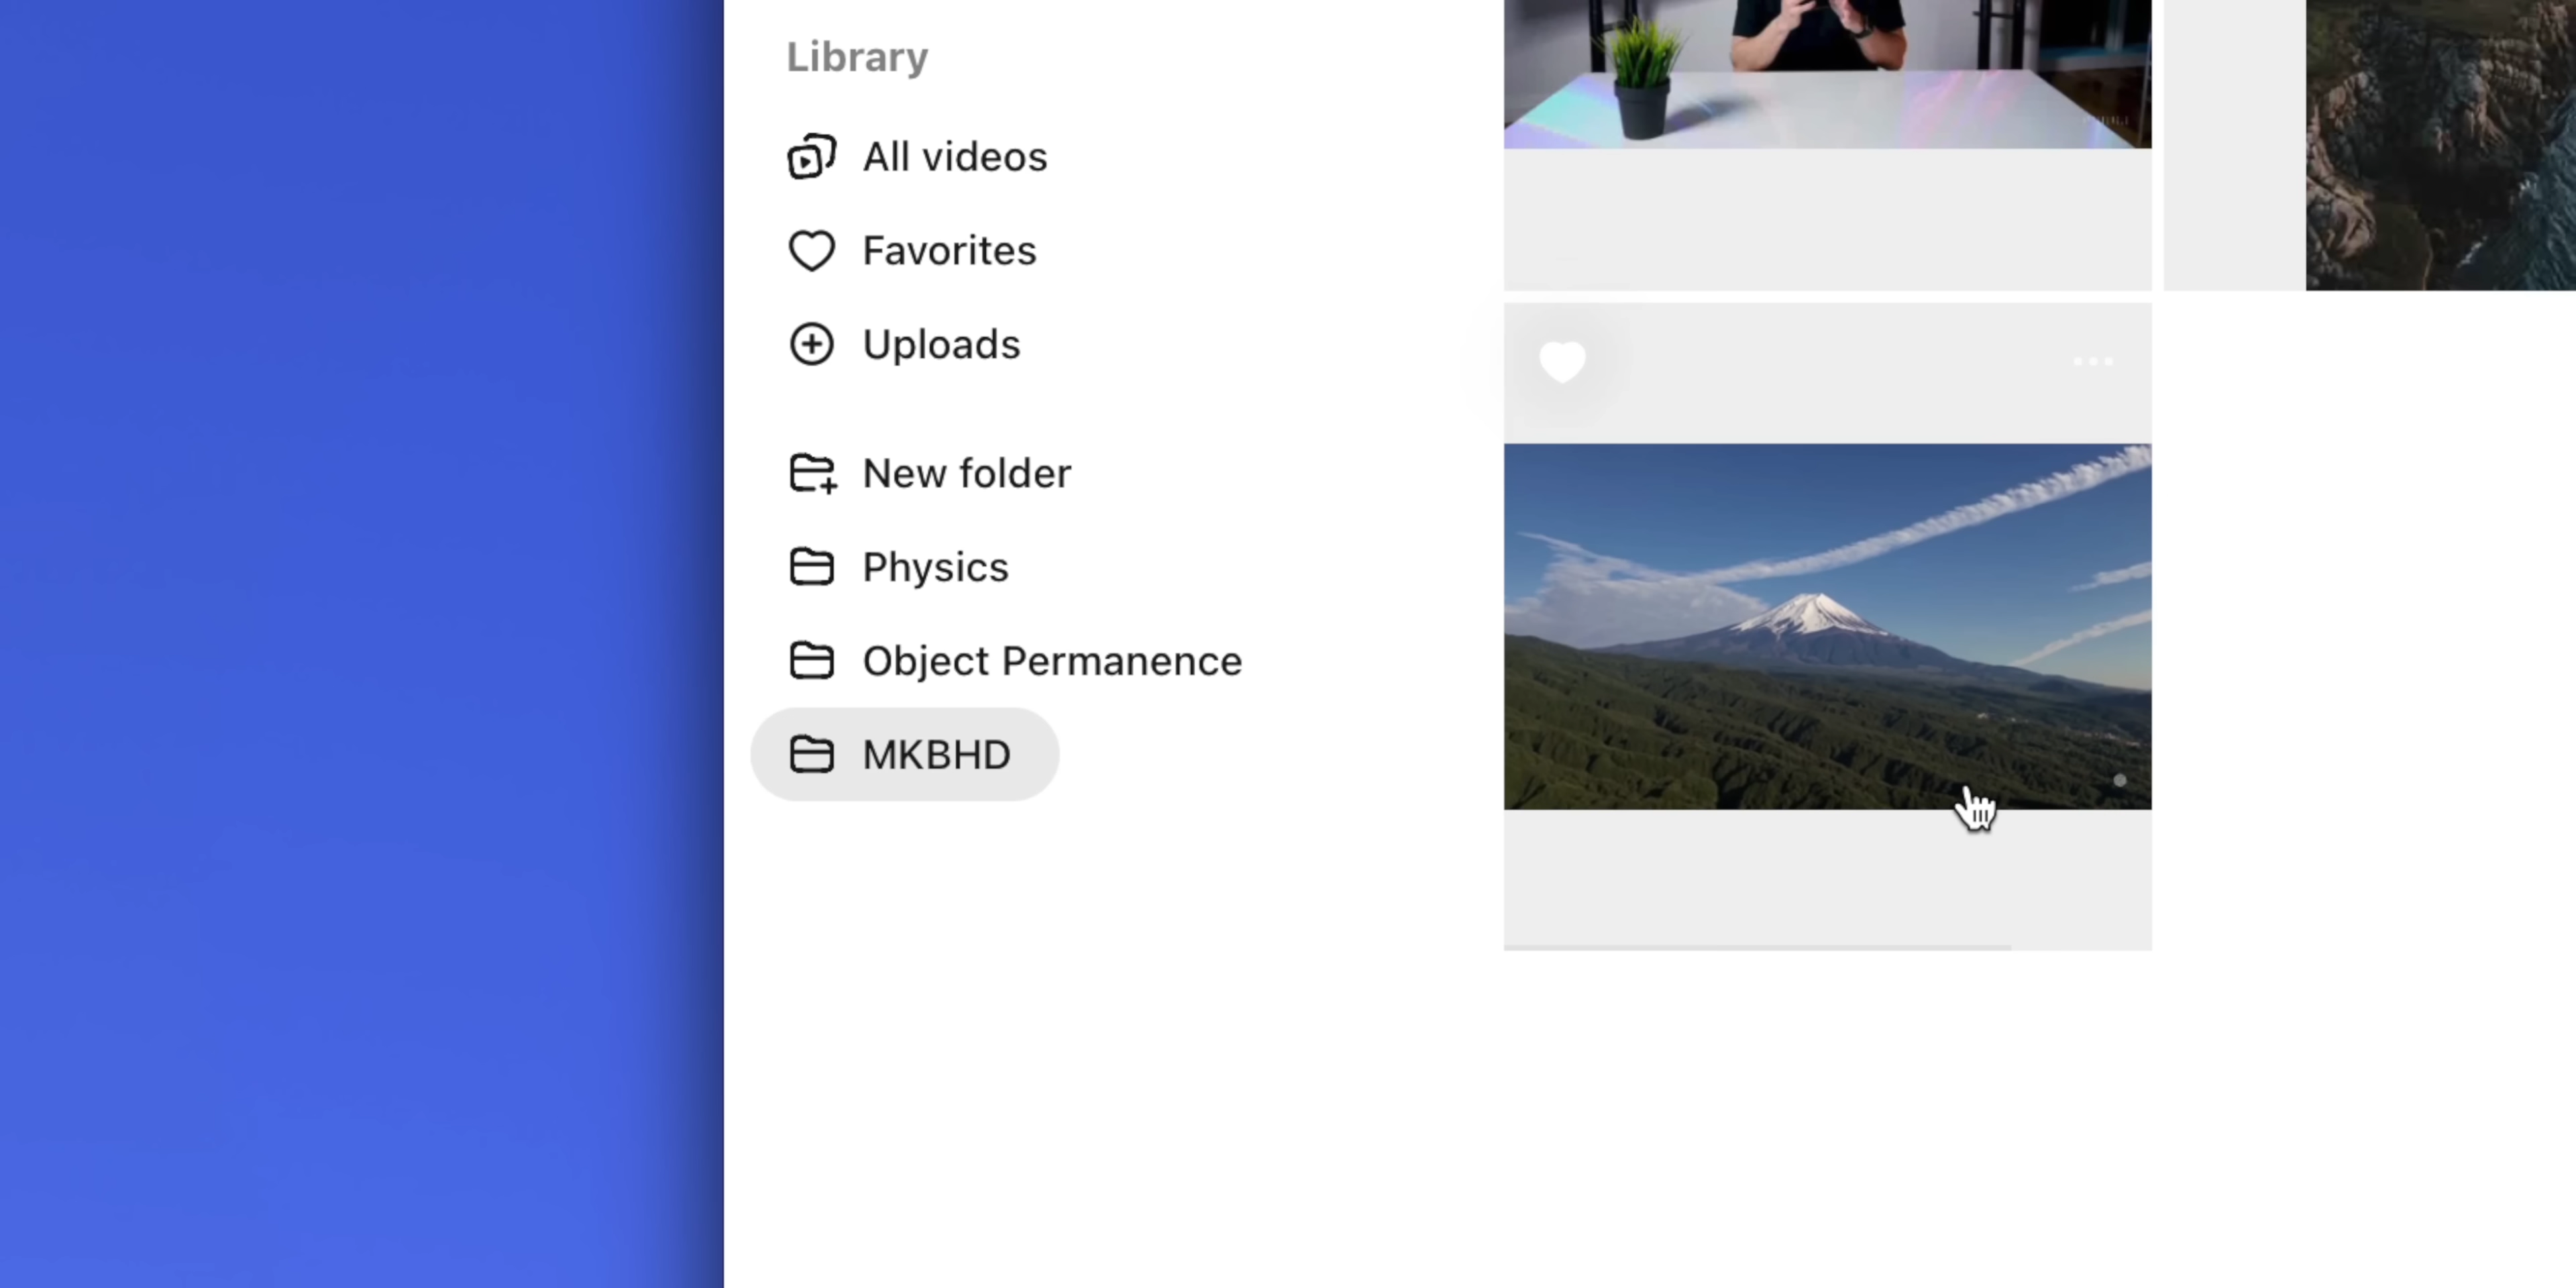 Library
All videos
Favorites
Uploads
New folder
Physics
Object Permanence
MKBHD